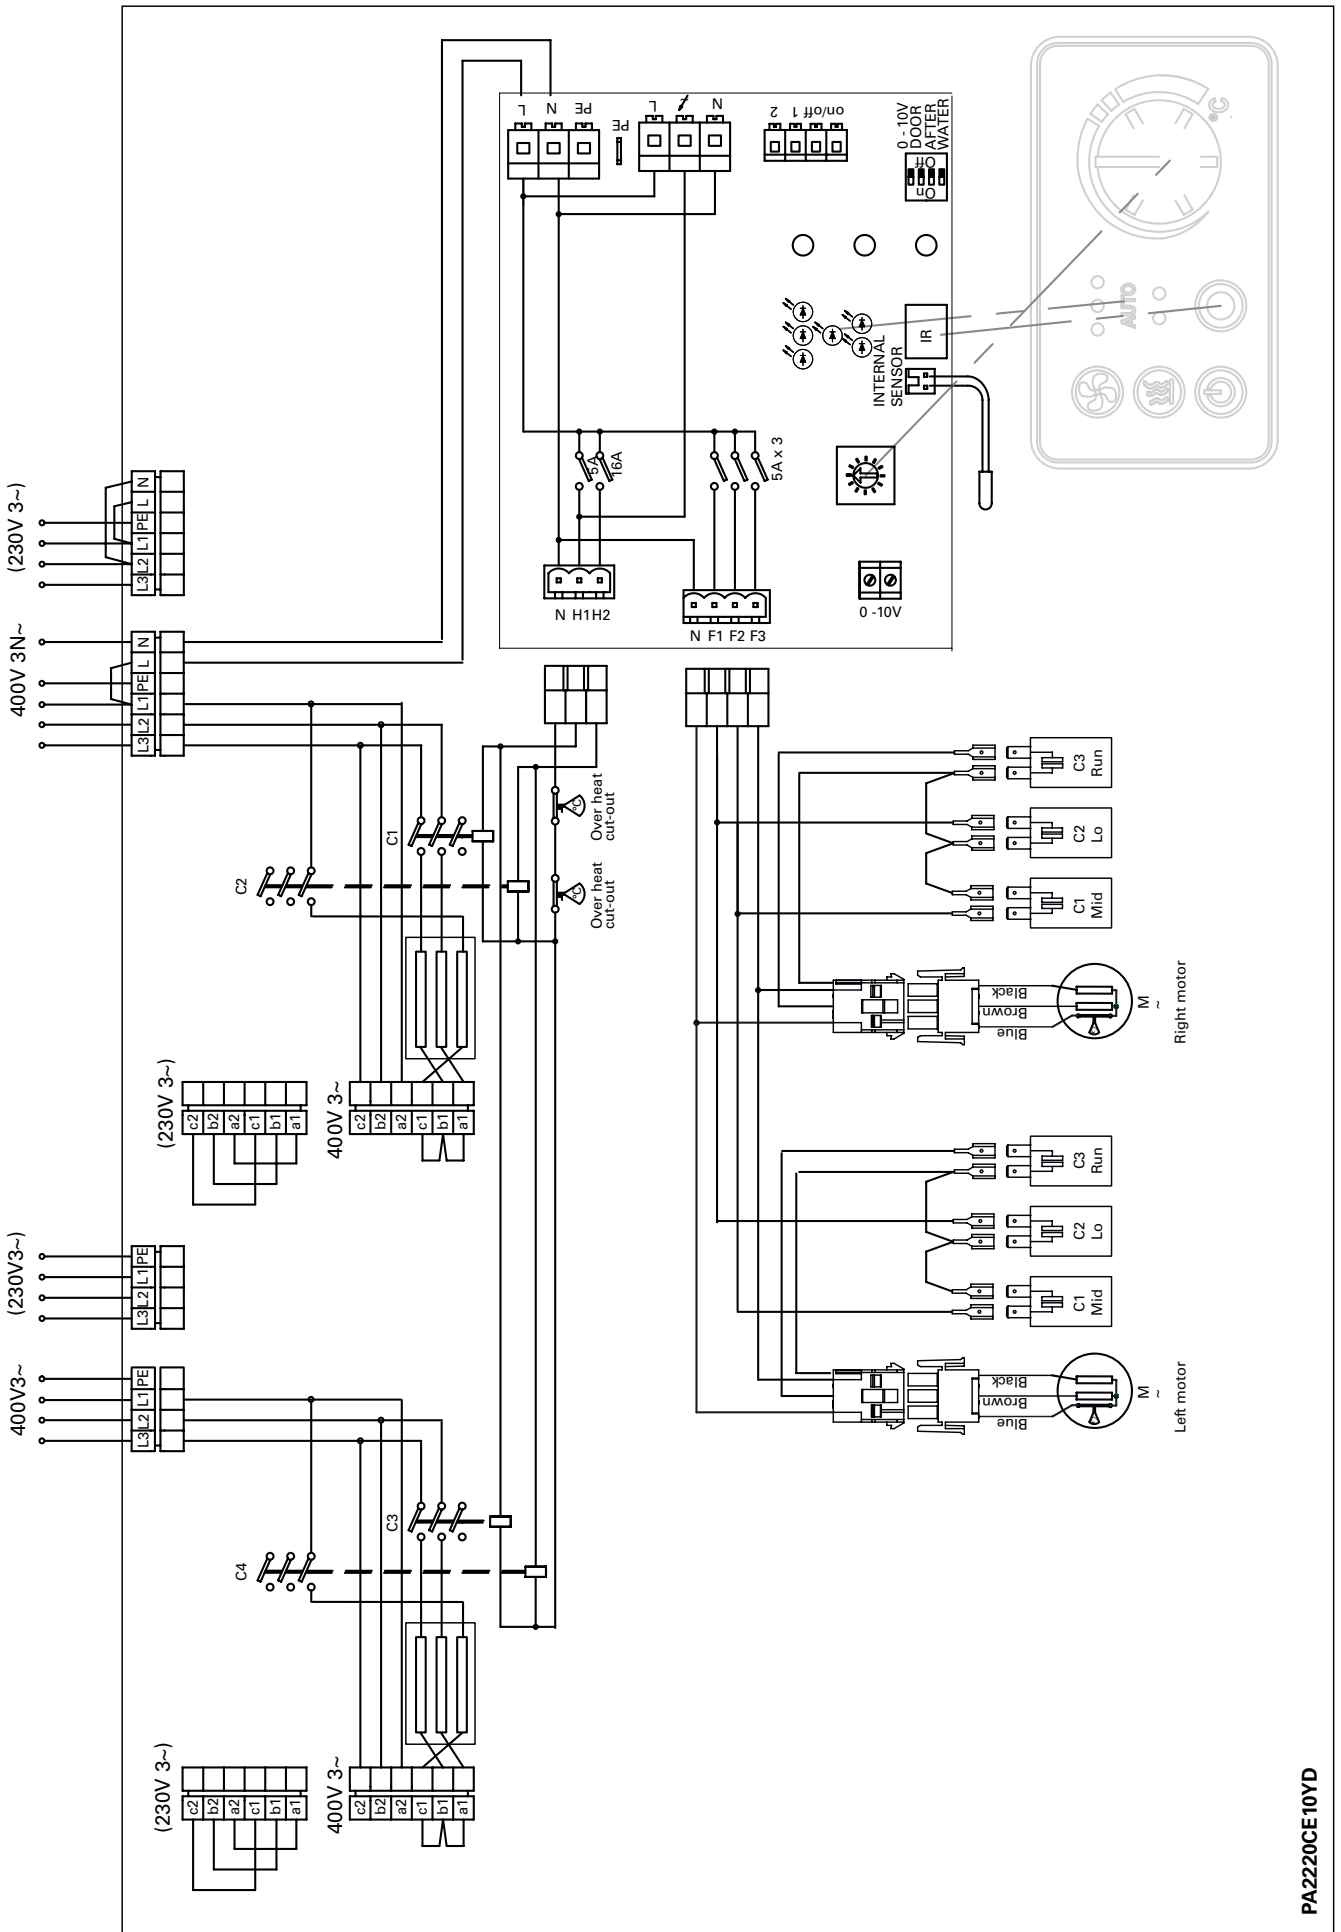 (230V 3~)
L3 L2 L1 PE L N
400V 3N~
L3 L2 L1 PE L N
L
N
PE
PE
L
N
2
1
on/off
0 - 10V
DOOR
AFTER
WATER
Off
On
°C
AUTO
IR
INTERNAL
SENSOR
5A
16A
5A x 3
N H1 H2
N F1 F2 F3
0 -10V
C1
C2
°C
Over heat
cut-out
°C
Over heat
cut-out
(230V 3~)
c2
b2
a2
c1
b1
a1
400V 3~
c2
b2
a2
c1
b1
a1
C3
Run
C2
Lo
C1
Mid
Black
Brown
Blue
M
~
Right motor
(230V3~)
L3 L2 L1 PE
400V3~
L3 L2 L1 PE
C3
C4
(230V 3~)
c2
b2
a2
c1
b1
a1
400V 3~
c2
b2
a2
c1
b1
a1
C3
Run
C2
Lo
C1
Mid
Black
Brown
Blue
M
~
Left motor
PA2220CE10YD